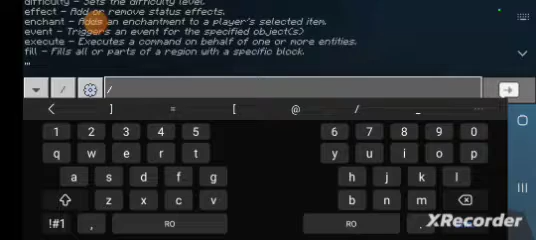 difficulty – Sets the difficulty level.
effect – Add or remove status effects.
enchant – Adds an enchantment to a player's selected item.
event – Triggers an event for the specified object(s)
execute – Executes a command on behalf of one or more entities.
fill – Fills all or parts of a region with a specific block.
...
/ /
] = [ @ / _ ...
1 2 3 4 5 6 7 8 9 0
q w e r t y u i o p
a s d f g h j k l
z x c v b n m
!#1 , RO RO .
XRecorder